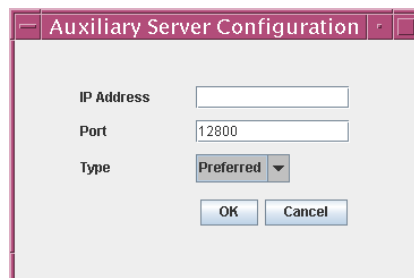 Auxiliary Server Configuration
IP Address
Port 12800
Type Preferred
OK Cancel